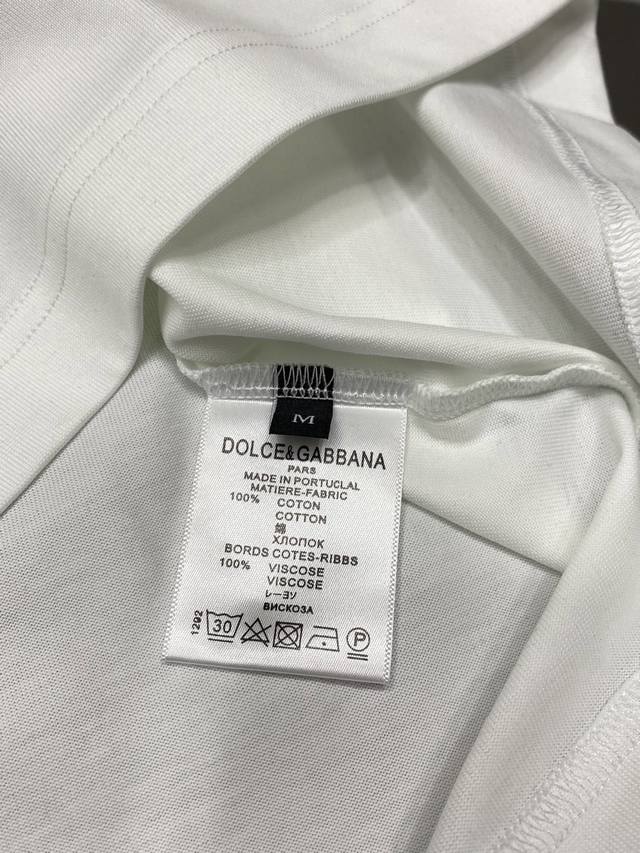 M
DOLCE&GABBANA
PARS
MADE IN PORTUCLAL
MATIERE-FABRIC
100% COTON
COTTON
綿
ХЛОПОК
BORDS COTES-RIBBS
100% VISCOSE
VISCOSE
レーヨソ
ВИСКОЗА
1292
30
P